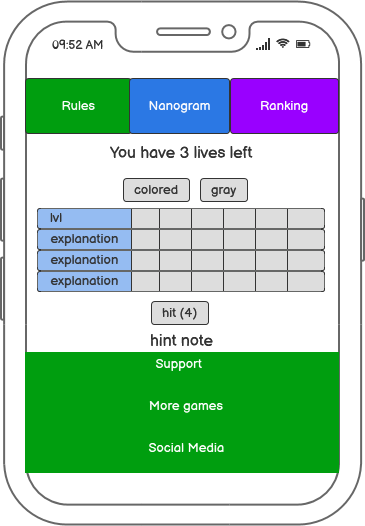 09:52 AM
Rules Nanogram Ranking
You have 3 lives left
colored gray
lvl
explanation
explanation
explanation
hit (4)
hint note
Support
More games
Social Media